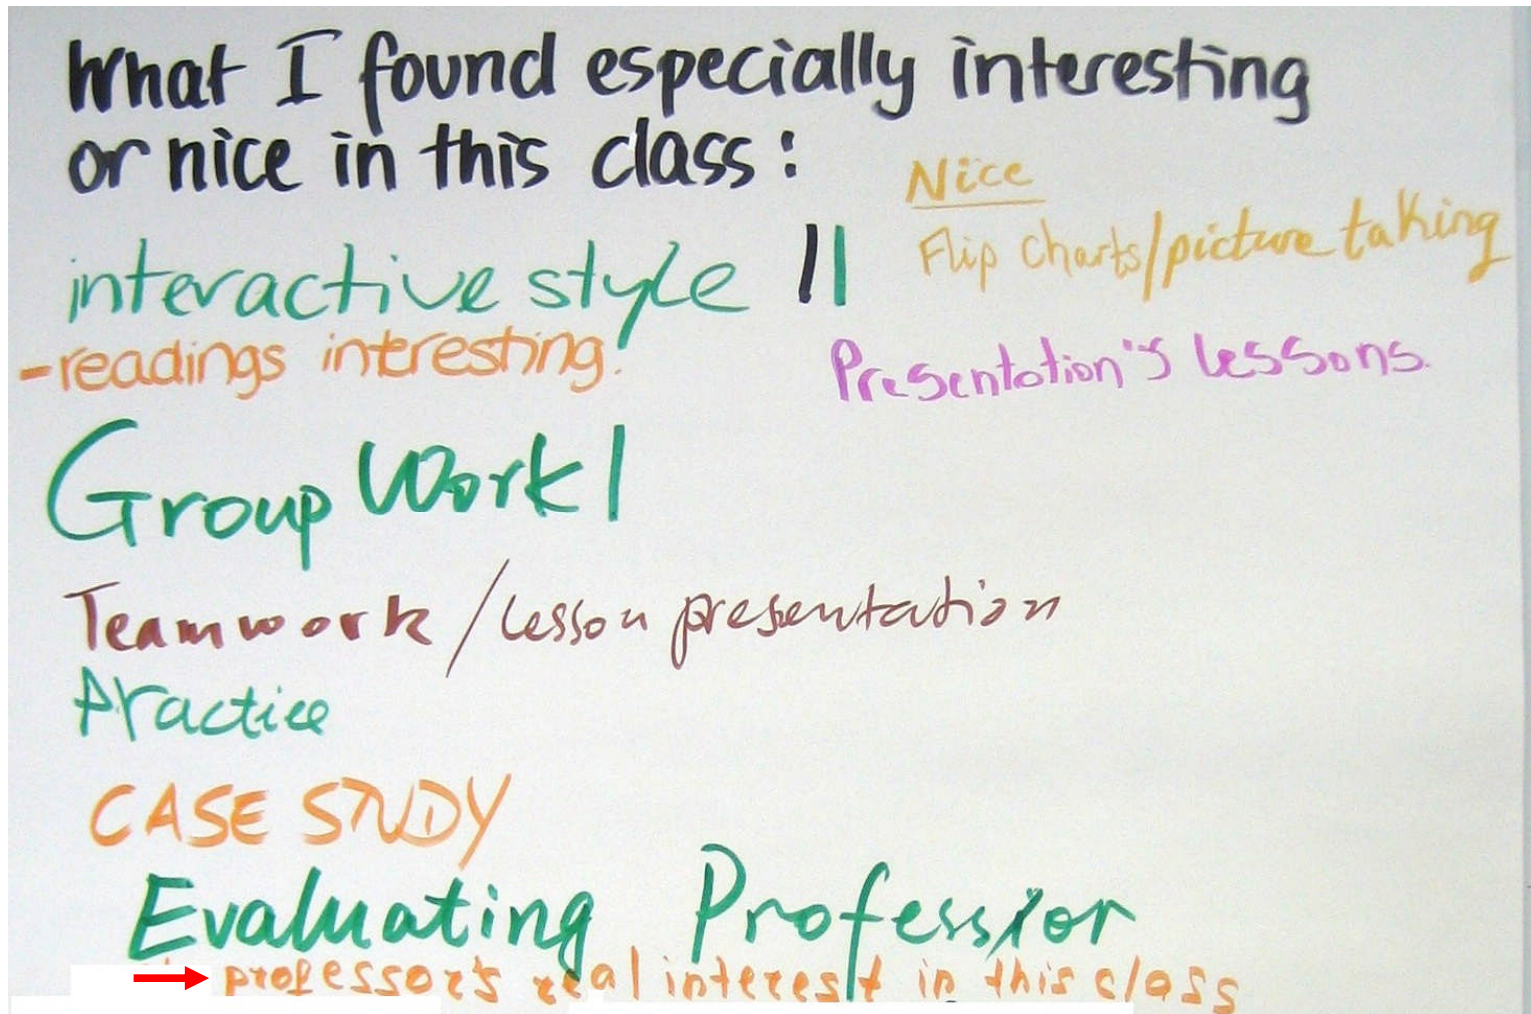 What I found especially interesting
or nice in this class:
Nice
Flip Charts/picture taking
interactive style ||
-readings interesting!
Presentation's lessons.
Group Work |
Teamwork / lesson presentation
Practice
CASE STUDY
Evaluating Professior
professor's real interest in this class